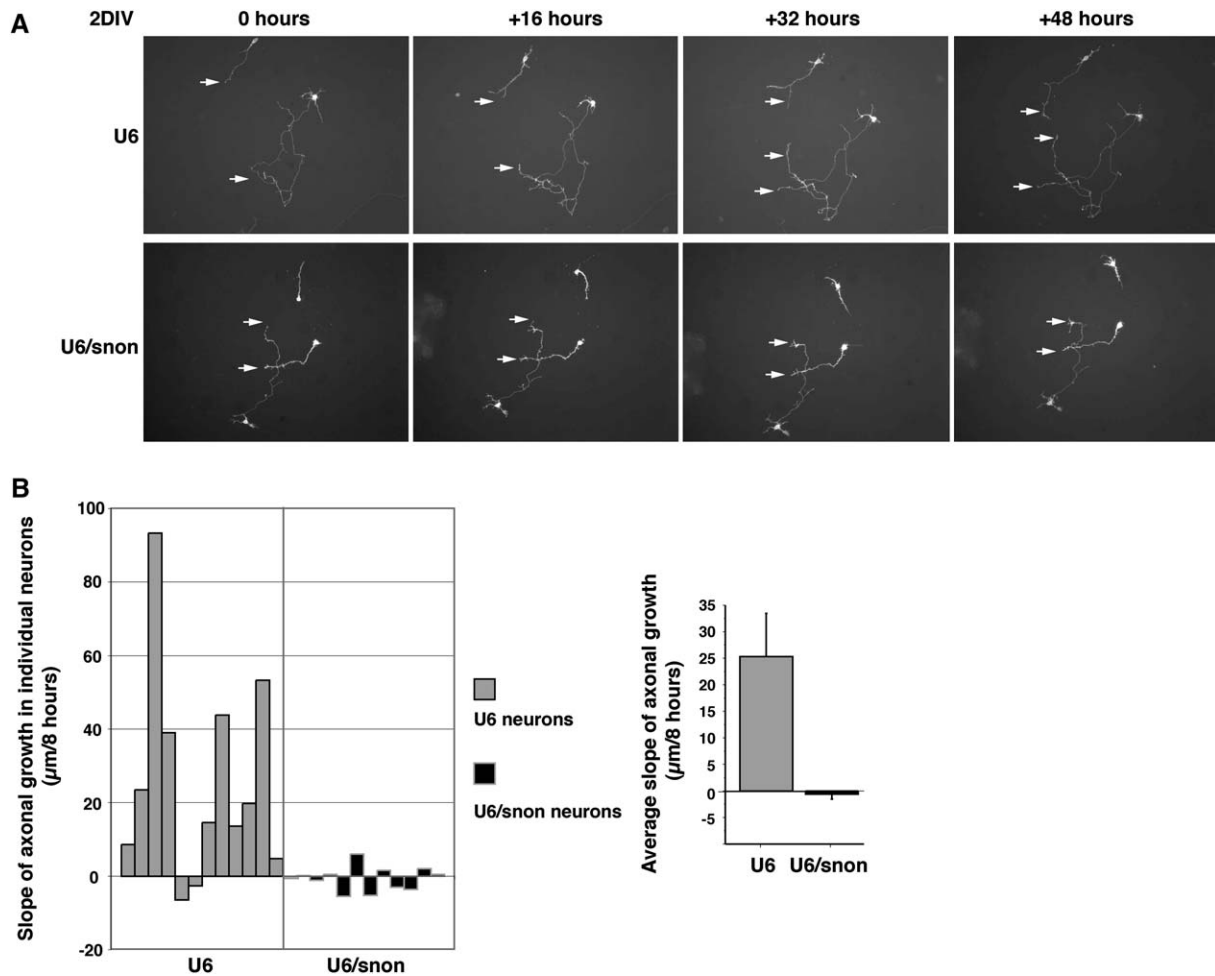 A
2DIV 0 hours +16 hours +32 hours +48 hours
U6
U6/snon
B
Slope of axonal growth in individual neurons
(µm/8 hours)
100
80
60
40
20
0
-20
U6 U6/snon
U6 neurons
U6/snon neurons
Average slope of axonal growth
(µm/8 hours)
35
30
25
20
15
10
5
0
-5
U6 U6/snon